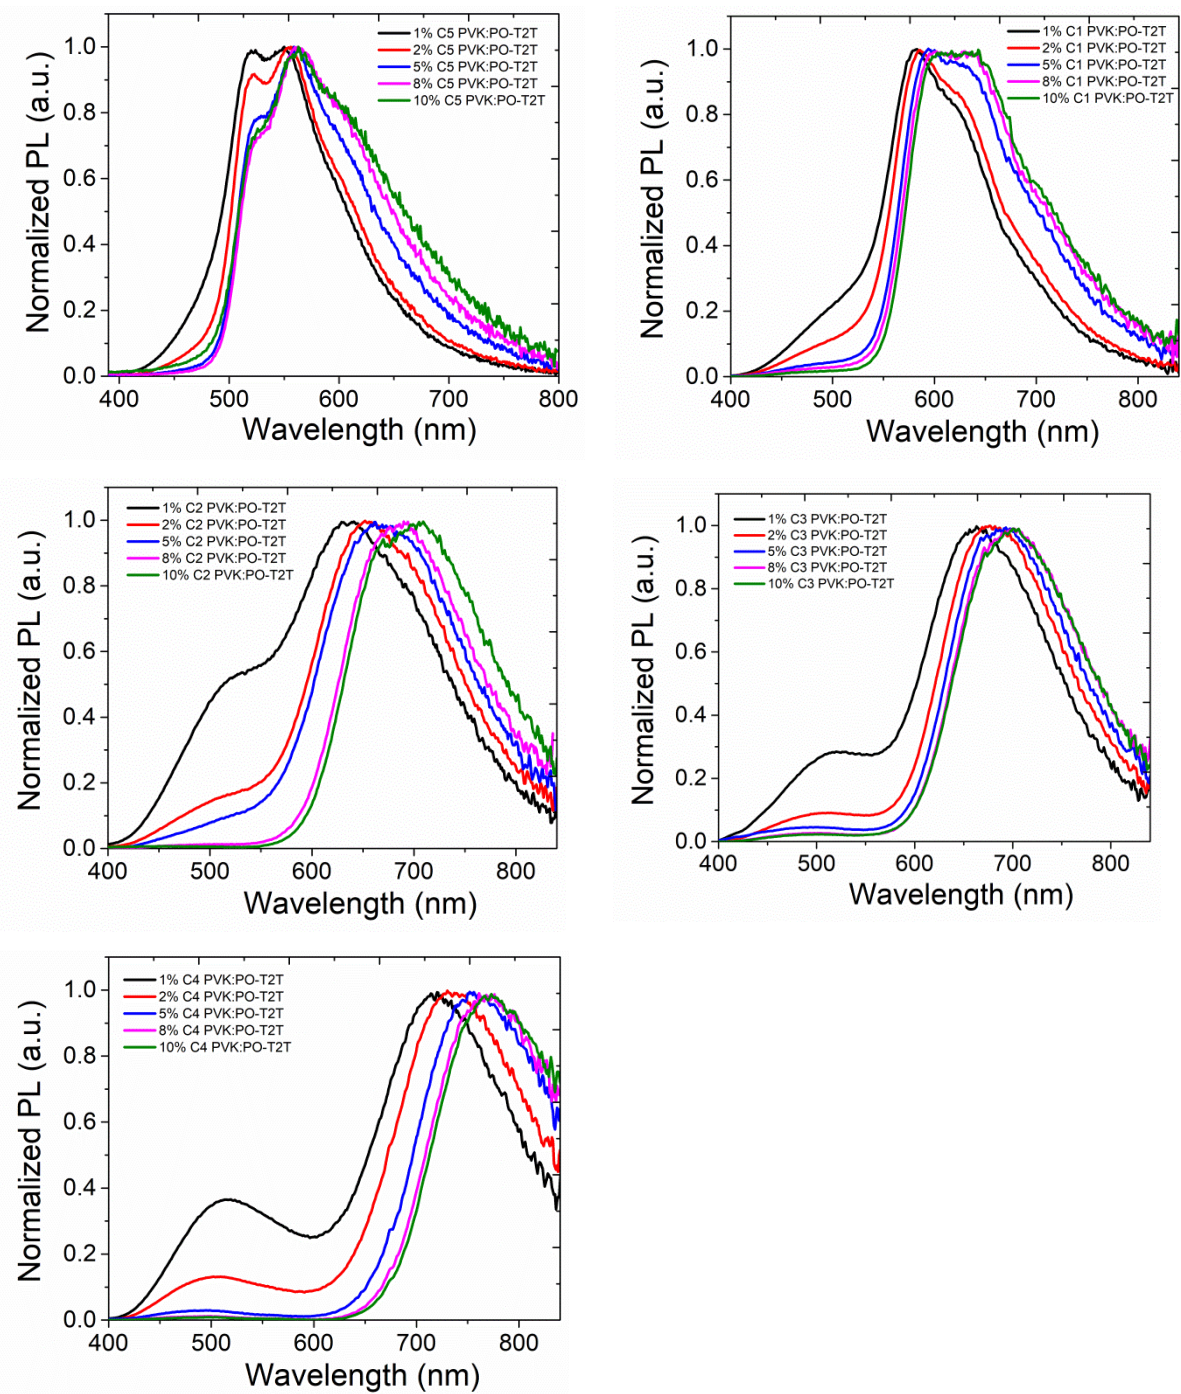 Normalized PL (a.u.)
1.0
0.8
0.6
0.4
0.2
0.0
1% C5 PVK:PO-T2T
2% C5 PVK:PO-T2T
5% C5 PVK:PO-T2T
8% C5 PVK:PO-T2T
10% C5 PVK:PO-T2T
400 500 600 700 800
Wavelength (nm)
Normalized PL (a.u.)
1.0
0.8
0.6
0.4
0.2
0.0
1% C1 PVK:PO-T2T
2% C1 PVK:PO-T2T
5% C1 PVK:PO-T2T
8% C1 PVK:PO-T2T
10% C1 PVK:PO-T2T
400 500 600 700 800
Wavelength (nm)
Normalized PL (a.u.)
1.0
0.8
0.6
0.4
0.2
0.0
1% C2 PVK:PO-T2T
2% C2 PVK:PO-T2T
5% C2 PVK:PO-T2T
8% C2 PVK:PO-T2T
10% C2 PVK:PO-T2T
400 500 600 700 800
Wavelength (nm)
Normalized PL (a.u.)
1.0
0.8
0.6
0.4
0.2
0.0
1% C3 PVK:PO-T2T
2% C3 PVK:PO-T2T
5% C3 PVK:PO-T2T
8% C3 PVK:PO-T2T
10% C3 PVK:PO-T2T
400 500 600 700 800
Wavelength (nm)
Normalized PL (a.u.)
1.0
0.8
0.6
0.4
0.2
0.0
1% C4 PVK:PO-T2T
2% C4 PVK:PO-T2T
5% C4 PVK:PO-T2T
8% C4 PVK:PO-T2T
10% C4 PVK:PO-T2T
400 500 600 700 800
Wavelength (nm)